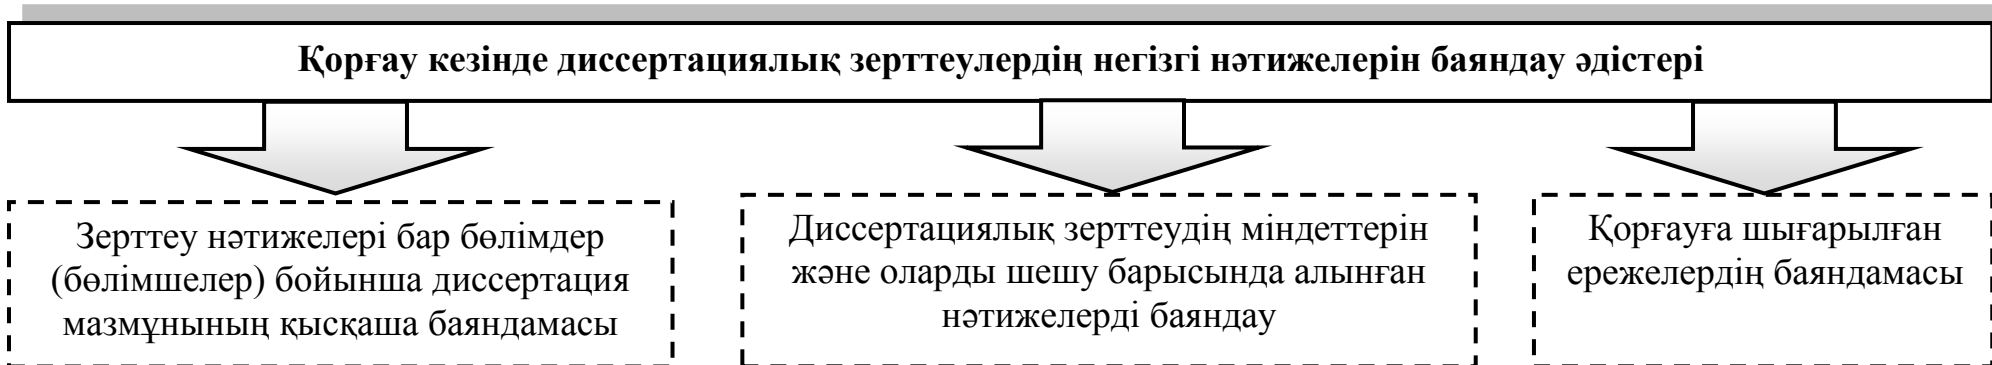 Қорғау кезінде диссертациялық зерттеулердің негізгі нәтижелерін баяндау әдістері
Зерттеу нәтижелері бар бөлімдер
(бөлімшелер) бойынша диссертация
мазмұнының қысқаша баяндамасы
Диссертациялық зерттеудің міндеттерін
және оларды шешу барысында алынған
нәтижелерді баяндау
Қорғауға шығарылған
ережелердің баяндамасы